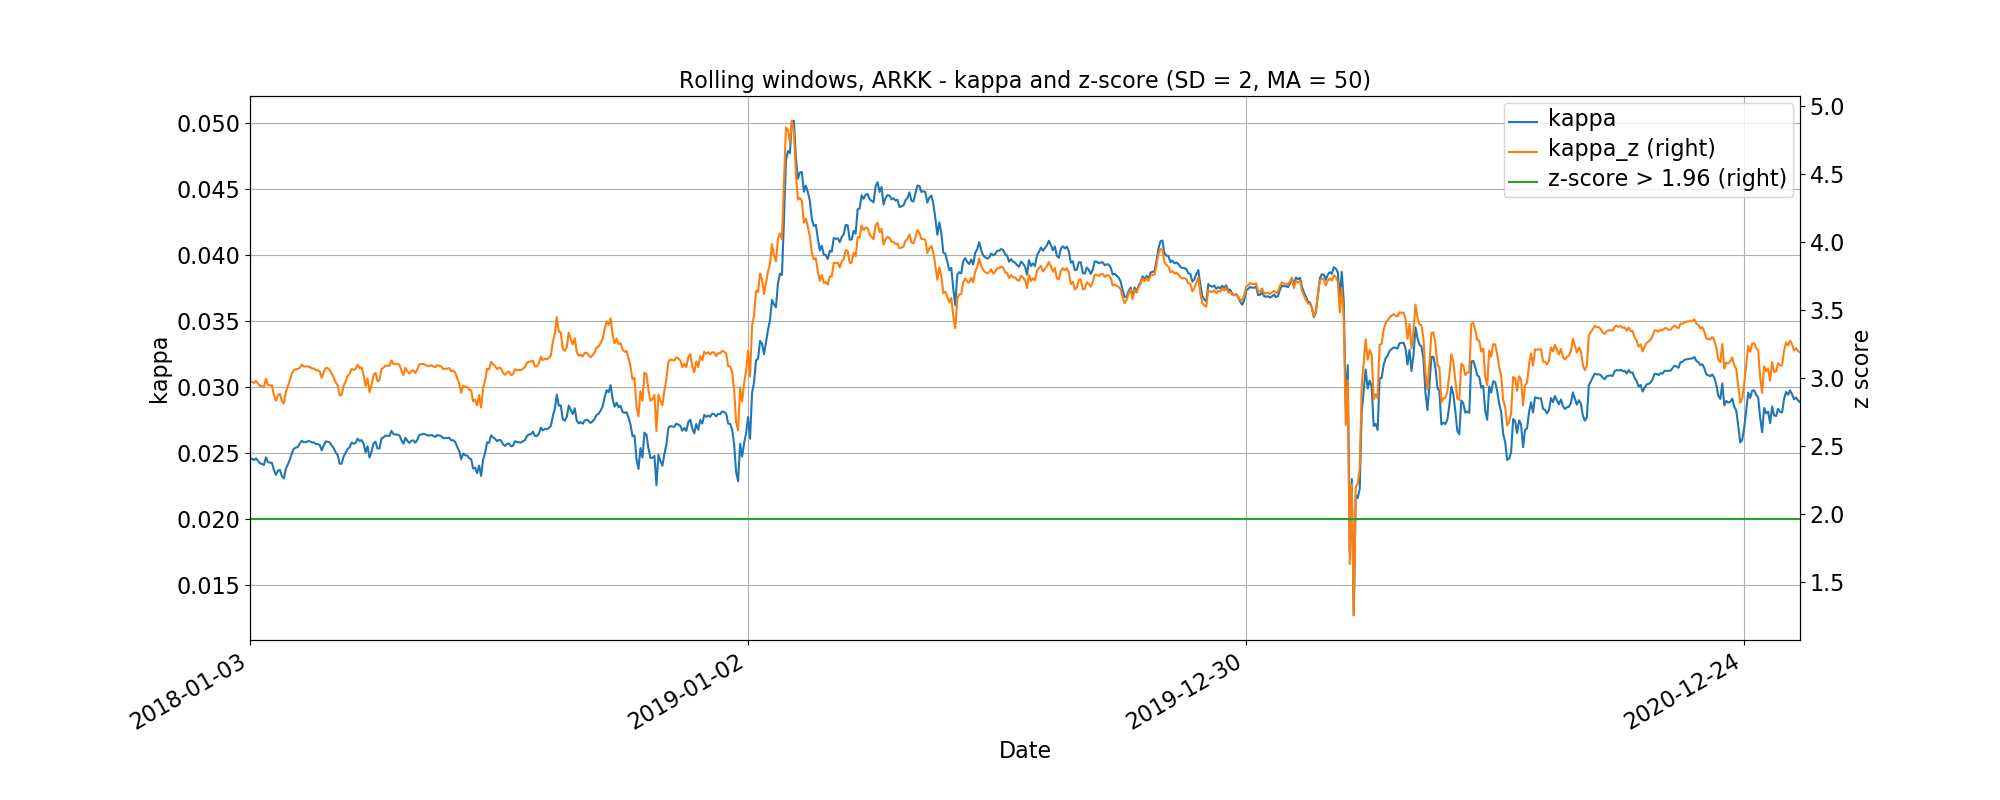 Rolling windows, ARKK - kappa and z-score (SD = 2, MA = 50)
kappa
kappa_z (right)
z-score > 1.96 (right)
0.050
0.045
0.040
0.035
0.030
0.025
0.020
0.015
kappa
5.0
4.5
4.0
3.5
3.0
2.5
2.0
1.5
z score
2018-01-03
2019-01-02
2019-12-30
2020-12-24
Date